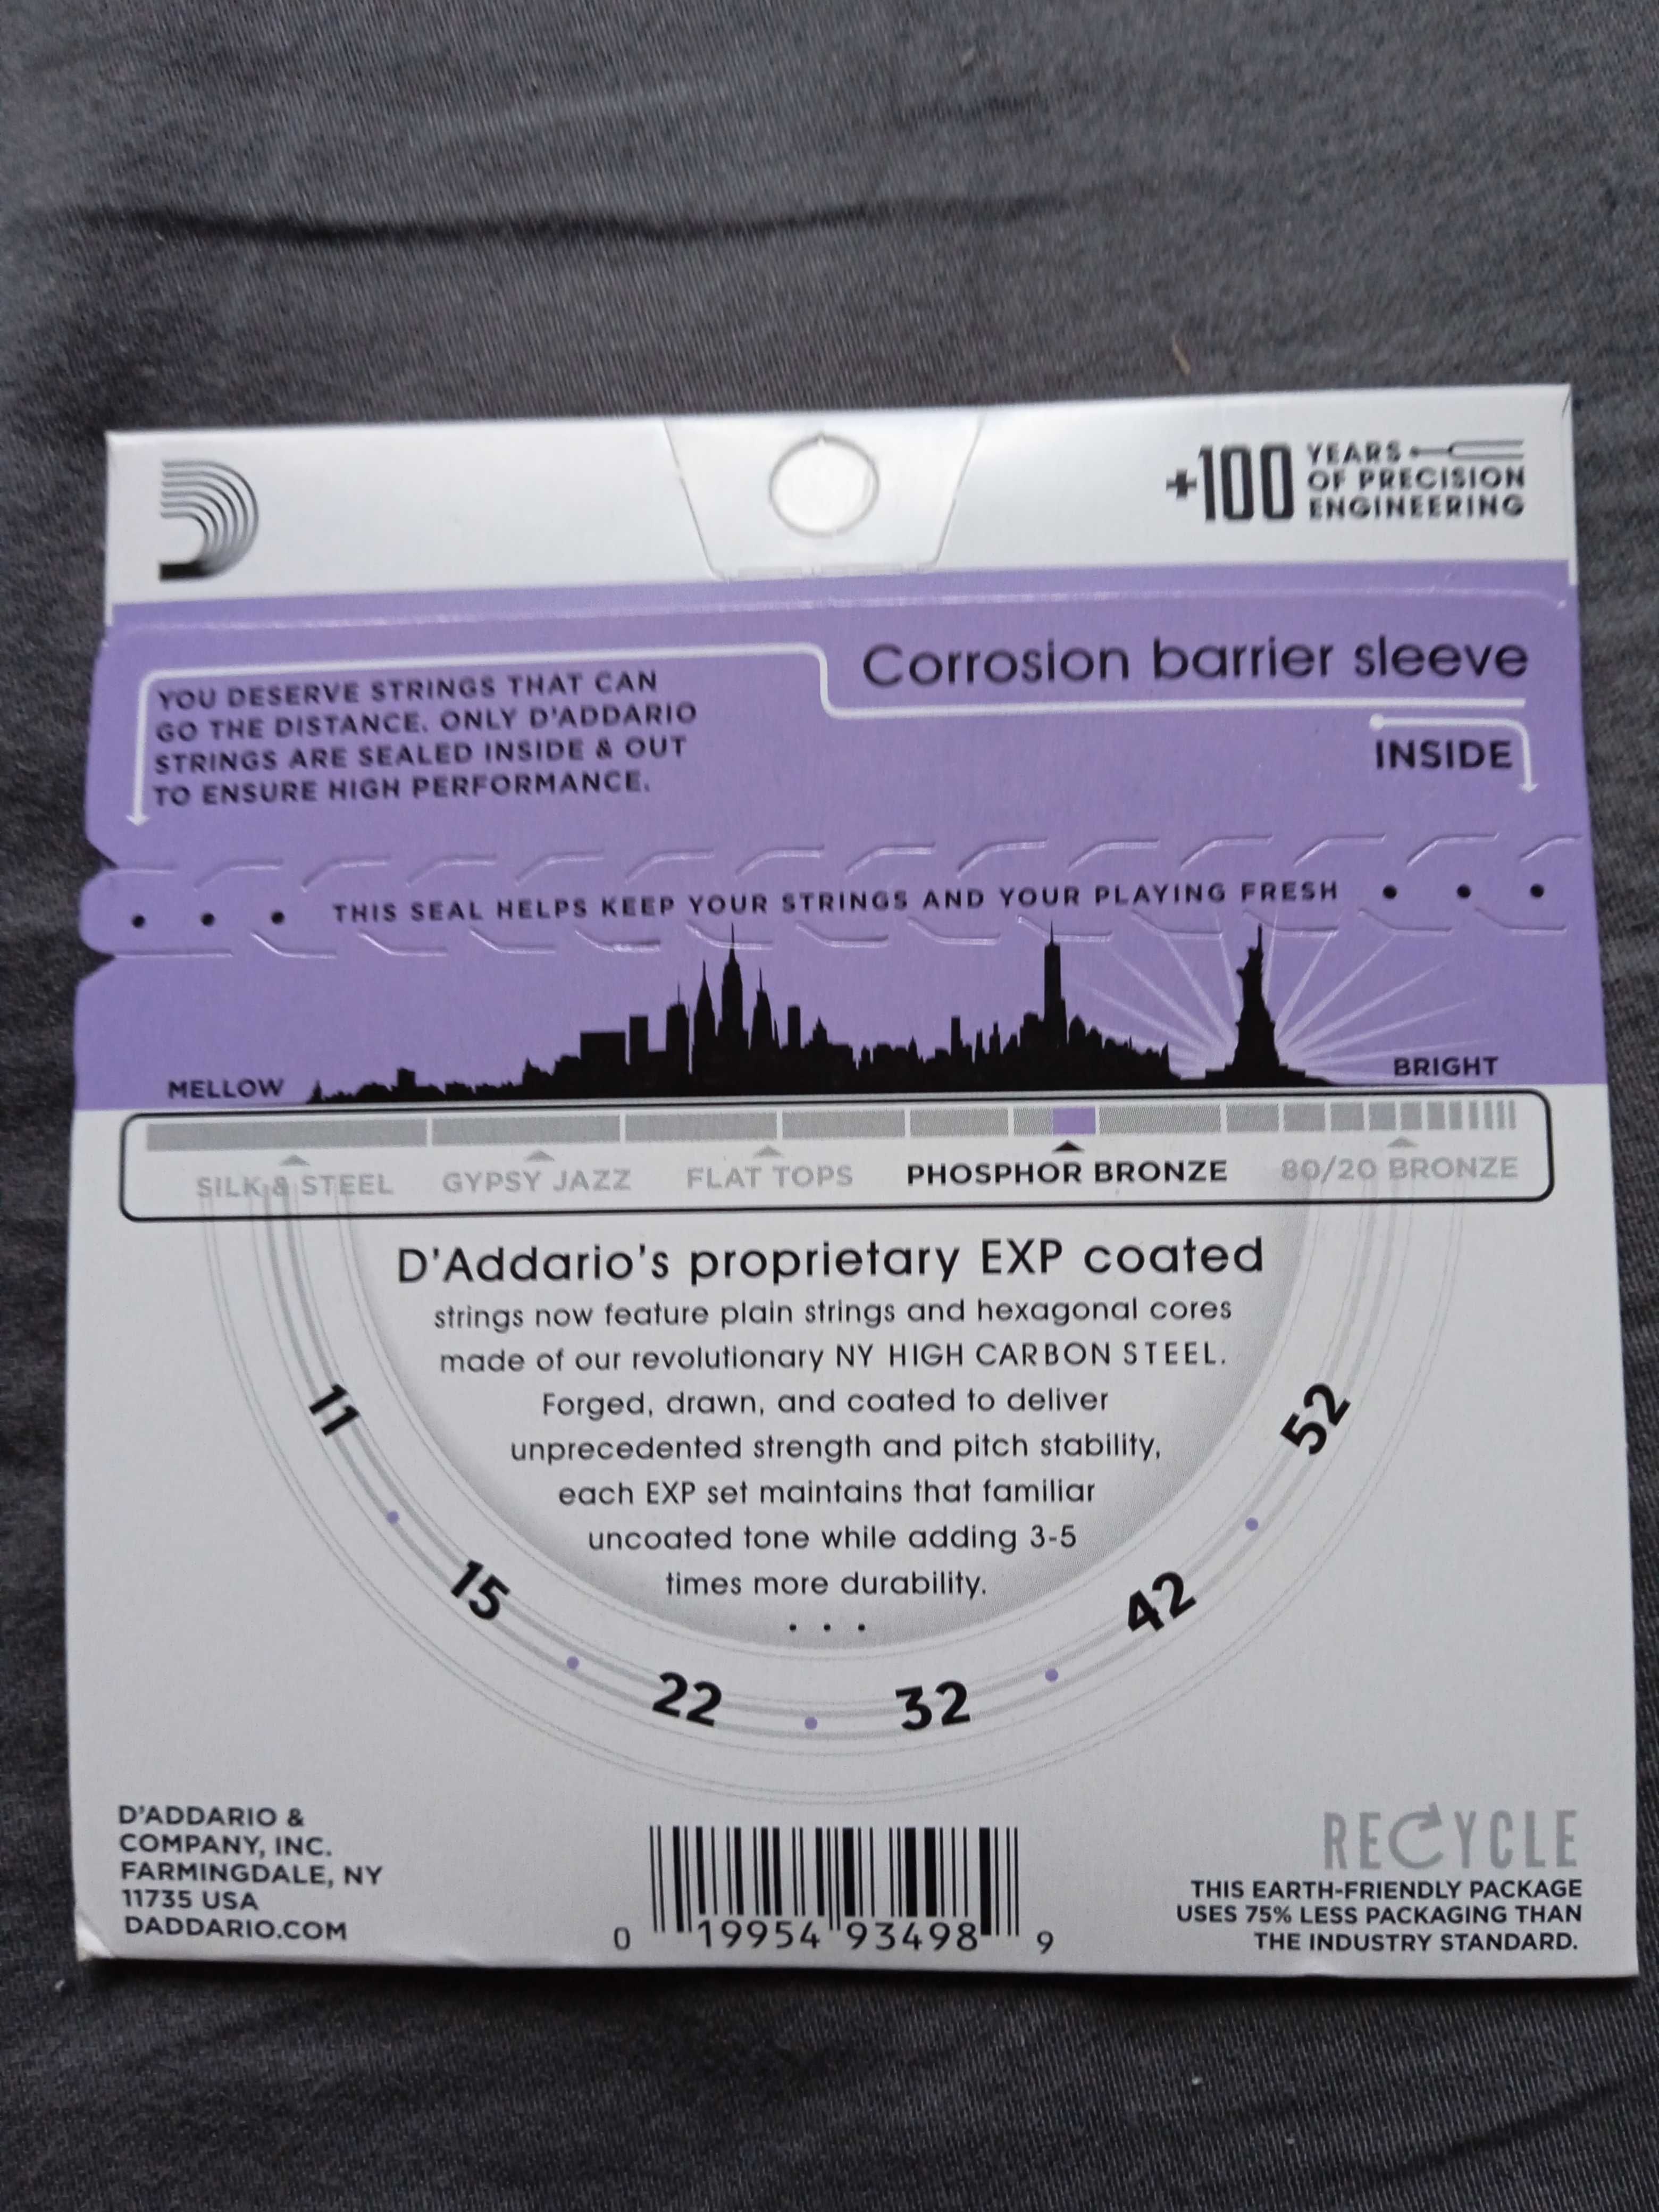 +100 YEARS
OF PRECISION
ENGINEERING
Corrosion barrier sleeve
INSIDE
YOU DESERVE STRINGS THAT CAN
GO THE DISTANCE. ONLY D'ADDARIO
STRINGS ARE SEALED INSIDE & OUT
TO ENSURE HIGH PERFORMANCE.
• • • THIS SEAL HELPS KEEP YOUR STRINGS AND YOUR PLAYING FRESH • • •
MELLOW
BRIGHT
SILK & STEEL GYPSY JAZZ FLAT TOPS PHOSPHOR BRONZE 80/20 BRONZE
D'Addario's proprietary EXP coated
strings now feature plain strings and hexagonal cores
made of our revolutionary NY HIGH CARBON STEEL.
Forged, drawn, and coated to deliver
unprecedented strength and pitch stability,
each EXP set maintains that familiar
uncoated tone while adding 3-5
times more durability.
• • •
11 • 15 • 22 • 32 • 42 • 52
D'ADDARIO &
COMPANY, INC.
FARMINGDALE, NY
11735 USA
DADDARIO.COM
0 19954 93498 9
RECYCLE
THIS EARTH-FRIENDLY PACKAGE
USES 75% LESS PACKAGING THAN
THE INDUSTRY STANDARD.